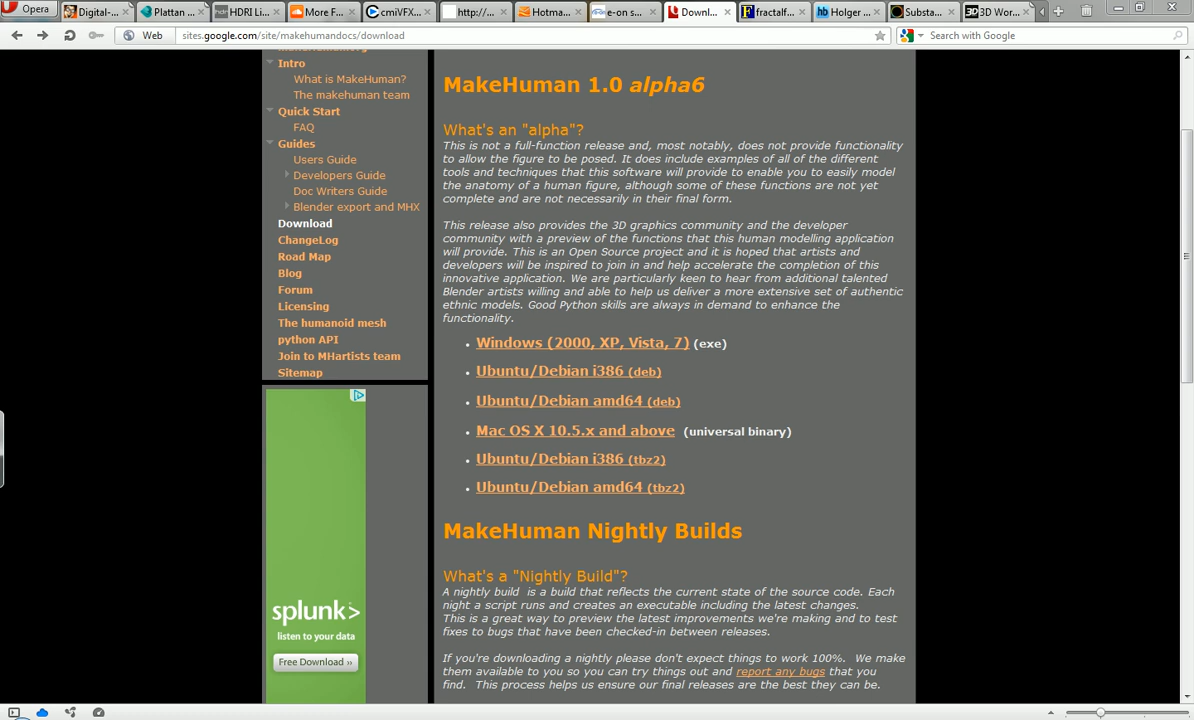 Opera
Digital-...
Plattan ...
HDRI Li...
More F...
cmiVFX...
http://...
Hotma...
e-on s...
Downl...
fractalf...
Holger ...
Substa...
3D Wor...
Web
sites.google.com/site/makehumandocs/download
Search with Google
Intro
What is MakeHuman?
The makehuman team
Quick Start
FAQ
Guides
Users Guide
Developers Guide
Doc Writers Guide
Blender export and MHX
Download
ChangeLog
Road Map
Blog
Forum
Licensing
The humanoid mesh
python API
Join to MHartists team
Sitemap
splunk>
listen to your data
Free Download ››
MakeHuman 1.0 alpha6
What's an "alpha"?
This is not a full-function release and, most notably, does not provide functionality
to allow the figure to be posed. It does include examples of all of the different
tools and techniques that this software will provide to enable you to easily model
the anatomy of a human figure, although some of these functions are not yet
complete and are not necessarily in their final form.
This release also provides the 3D graphics community and the developer
community with a preview of the functions that this human modelling application
will provide. This is an Open Source project and it is hoped that artists and
developers will be inspired to join in and help accelerate the completion of this
innovative application. We are particularly keen to hear from additional talented
Blender artists willing and able to help us deliver a more extensive set of authentic
ethnic models. Good Python skills are always in demand to enhance the
functionality.
Windows (2000, XP, Vista, 7) (exe)
Ubuntu/Debian i386 (deb)
Ubuntu/Debian amd64 (deb)
Mac OS X 10.5.x and above (universal binary)
Ubuntu/Debian i386 (tbz2)
Ubuntu/Debian amd64 (tbz2)
MakeHuman Nightly Builds
What's a "Nightly Build"?
A nightly build is a build that reflects the current state of the source code. Each
night a script runs and creates an executable including the latest changes.
This is a great way to preview the latest improvements we're making and to test
fixes to bugs that have been checked-in between releases.
If you're downloading a nightly please don't expect things to work 100%. We make
them available to you so you can try things out and report any bugs that you
find. This process helps us ensure our final releases are the best they can be.